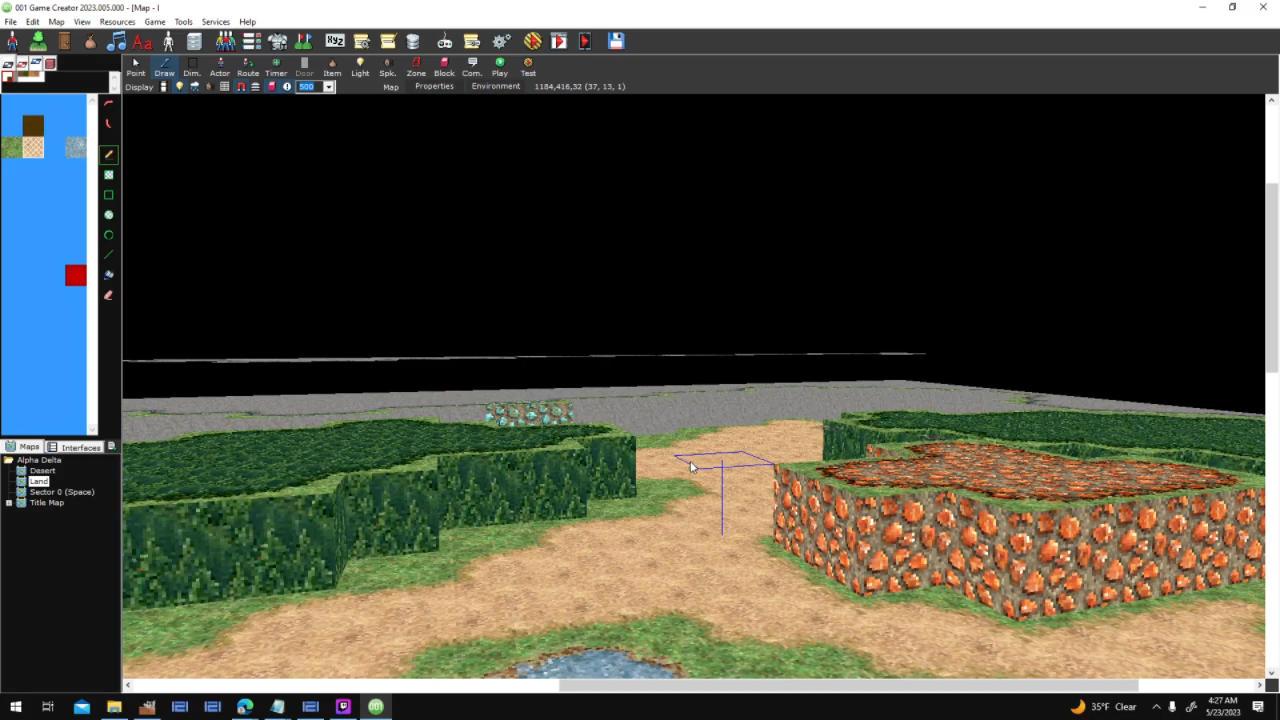 001 Game Creator 2023.005.000 - [Map - l
File Edit Map View Resources Game Tools Services Help
Aa xyz
Point Draw Dim. Actor Route Timer Door Item Light Spk. Zone Block Com. Play Test
Display 500 Map Properties Environment 1184,416,32 (37, 13, 1)
Maps Interfaces
Alpha Delta
Desert
Land
Sector 0 (Space)
Title Map
35°F Clear 4:27 AM
5/23/2023